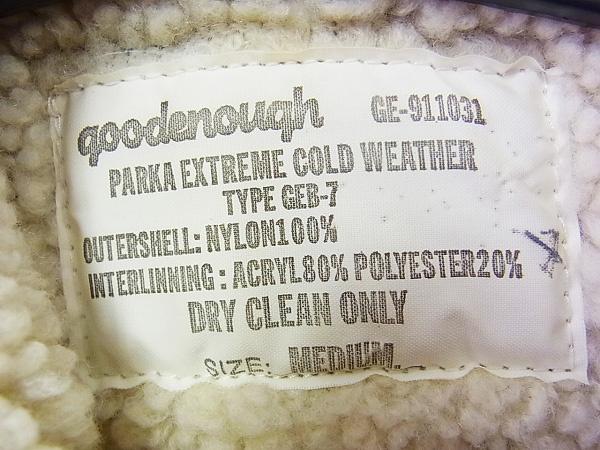 goodenough GE-911031
PARKA EXTREME COLD WEATHER
TYPE GEB-7
OUTERSHELL: NYLON100%
INTERLINNING : ACRYL80% POLYESTER20%
DRY CLEAN ONLY
SIZE: MEDIUM.